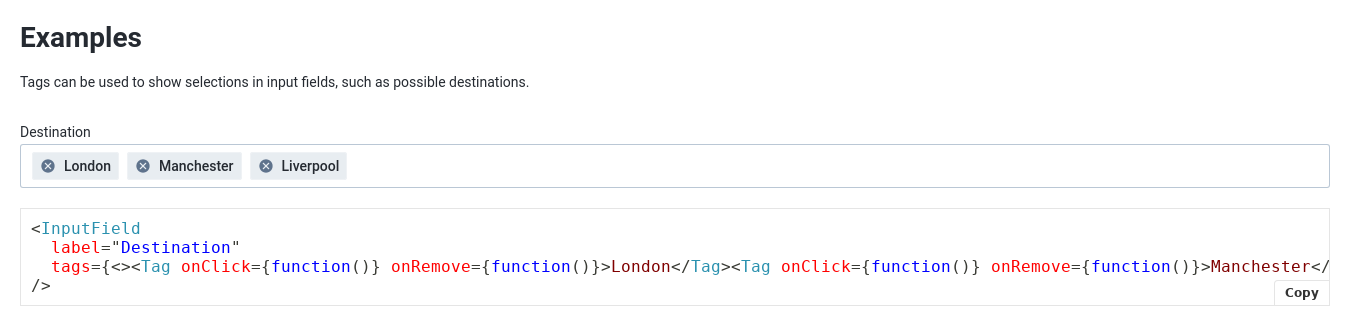 Examples
Tags can be used to show selections in input fields, such as possible destinations.
Destination
London Manchester Liverpool
<InputField
  label="Destination"
  tags={<><Tag onClick={function()} onRemove={function()}>London</Tag><Tag onClick={function()} onRemove={function()}>Manchester</
/>
Copy